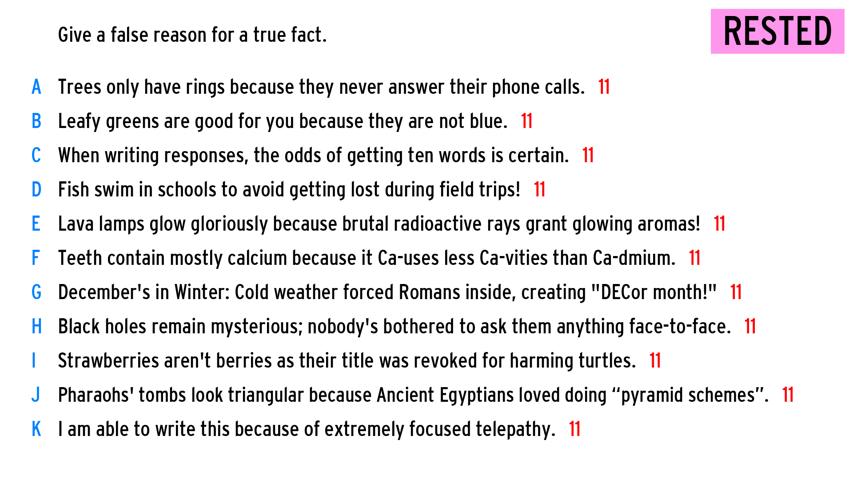 Give a false reason for a true fact.
RESTED
A Trees only have rings because they never answer their phone calls. 11
B Leafy greens are good for you because they are not blue. 11
C When writing responses, the odds of getting ten words is certain. 11
D Fish swim in schools to avoid getting lost during field trips! 11
E Lava lamps glow gloriously because brutal radioactive rays grant glowing aromas! 11
F Teeth contain mostly calcium because it Ca-uses less Ca-vities than Ca-dmium. 11
G December's in Winter: Cold weather forced Romans inside, creating "DECor month!" 11
H Black holes remain mysterious; nobody's bothered to ask them anything face-to-face. 11
I Strawberries aren't berries as their title was revoked for harming turtles. 11
J Pharaohs' tombs look triangular because Ancient Egyptians loved doing “pyramid schemes”. 11
K I am able to write this because of extremely focused telepathy. 11